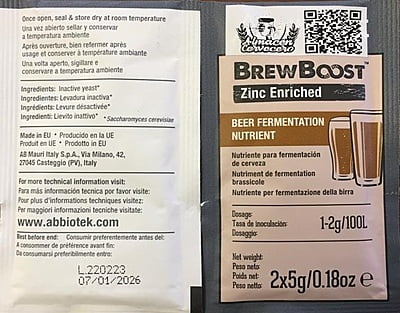 Once open, seal & store dry at room temperature
Una vez abierto sellar y conservar
a temperatura ambiente
Après ouverture, bien refermer après
usage et conserver à température ambiante
Una volta aperto, sigillare e
conservare a temperatura ambiente
Ingredients: Inactive yeast*
Ingredientes: Levadura inactiva*
Ingrédients: Levure désactivée*
Ingredienti: Lievito inattivo*
*Saccharomyces cerevisiae
Made in EU • Producido en la UE
Produit en UE • Prodotto in EU
AB Mauri Italy S.p.A., Via Milano, 42,
27045 Casteggio (PV), Italy
For more technical information visit:
Para más información tecnica por favor visite:
Pour plus d'informations techniques visitez:
Per maggiori informazioni tecniche visitate:
www.abbiotek.com
Best before end: Consumir preferentemente antes del:
A consommer de préférence avant fin:
Da consumarsi preferibilmente entro:
L220223
07/01/2026
Cervecero
BREWBOOST™
Zinc Enriched
BEER FERMENTATION
NUTRIENT
Nutriente para fermentación
de cerveza
Nutriment de fermentation
brassicole
Nutriente per fermentazione della birra
Dosage:
Tasa de inoculación:
Dosaggio:
1-2g/100L
Net weight:
Peso neto:
Poids net:
Peso netto:
2x5g/0.18oz e